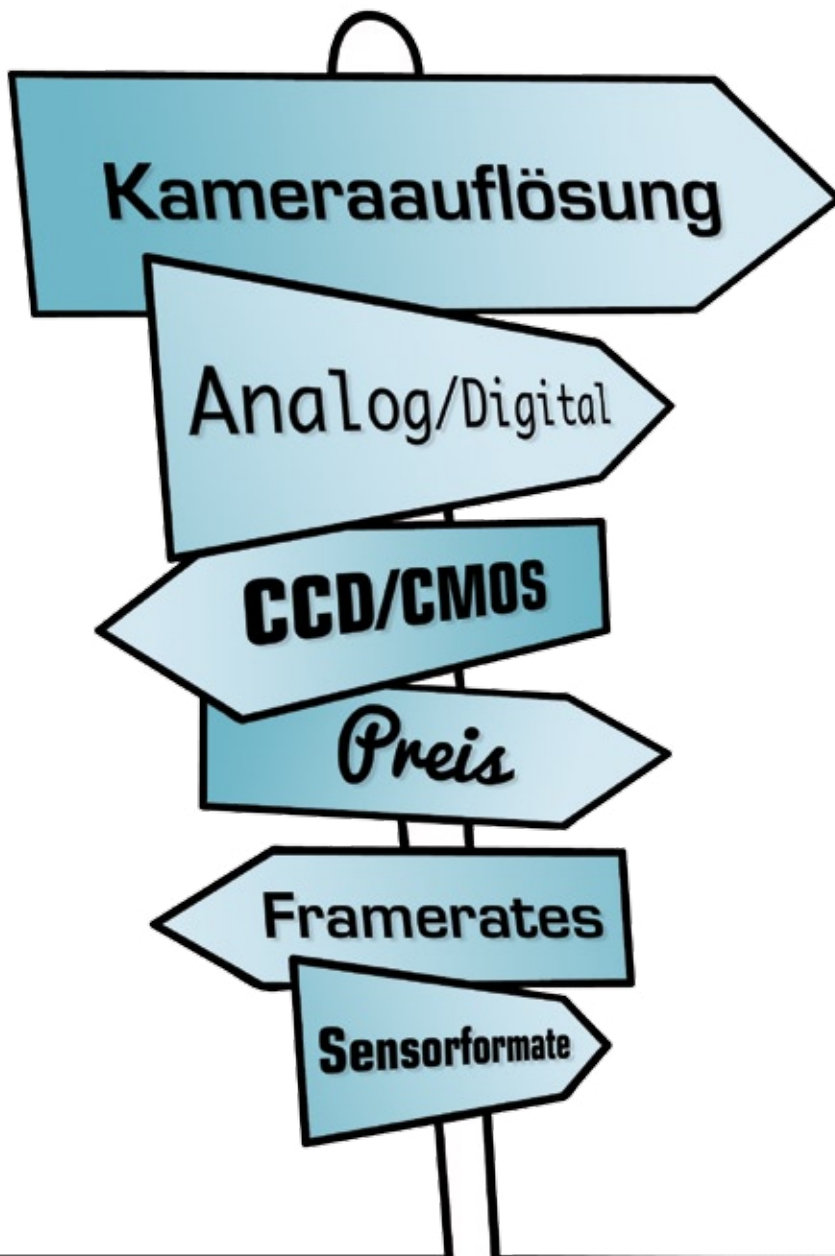 Kameraauflösung
Analog/Digital
CCD/CMOS
Preis
Framerates
Sensorformate